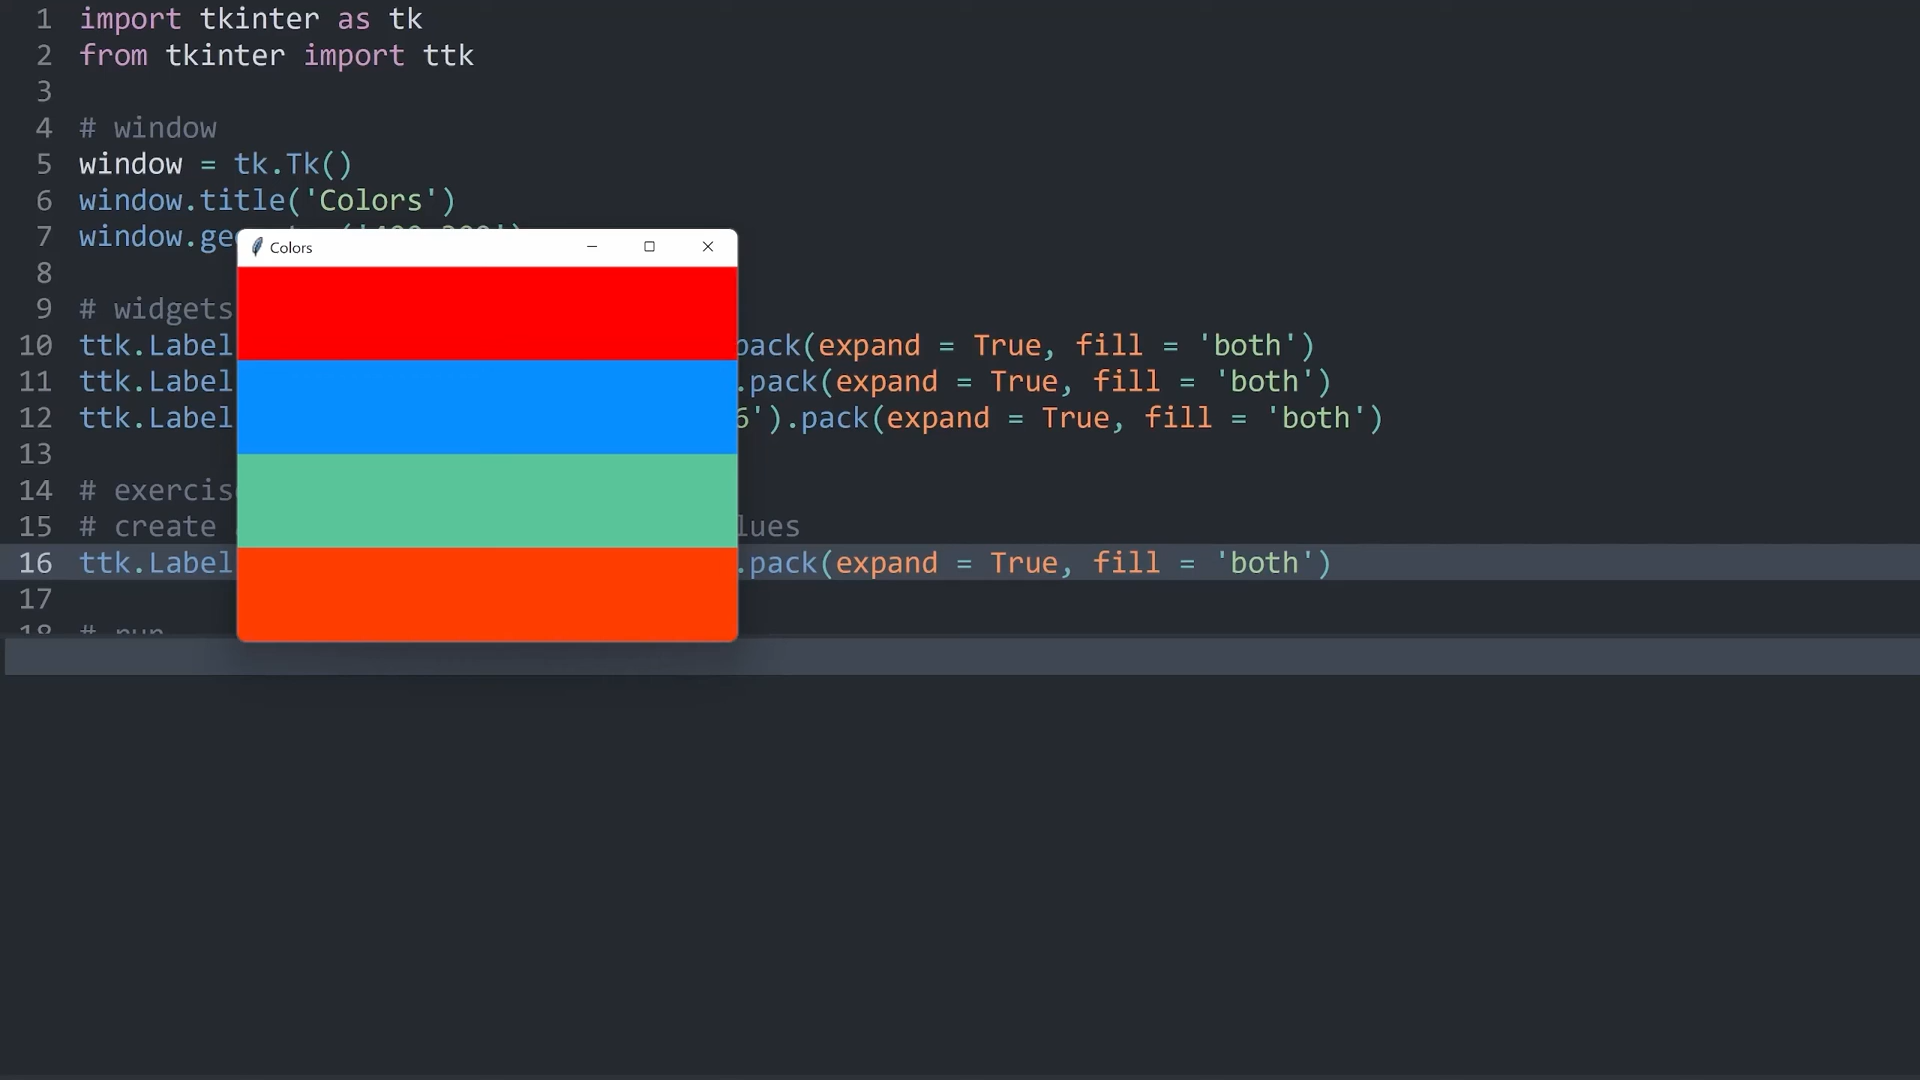 1 import tkinter as tk
2 from tkinter import ttk
3
4 # window
5 window = tk.Tk()
6 window.title('Colors')
7 window.ge
Colors
8
9 # widgets
10 ttk.Label pack(expand = True, fill = 'both')
11 ttk.Label .pack(expand = True, fill = 'both')
12 ttk.Label 6').pack(expand = True, fill = 'both')
13
14 # exercis
15 # create lues
16 ttk.Label .pack(expand = True, fill = 'both')
17
18 # run